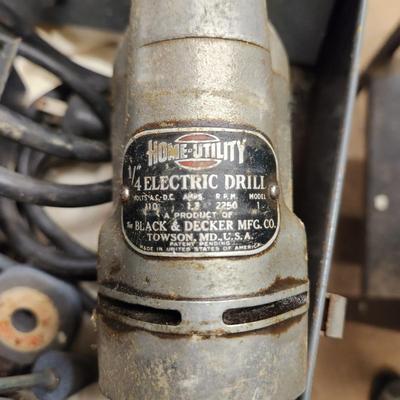 HOME-UTILITY
1/4" ELECTRIC DRILL
VOLTS A.C.-D.C. AMPS. R.P.M. MODEL
110 1.9 2250 1
A PRODUCT OF
THE BLACK & DECKER MFG. CO.
TOWSON, MD., U.S.A.
PATENT PENDING
MADE IN UNITED STATES OF AMERICA